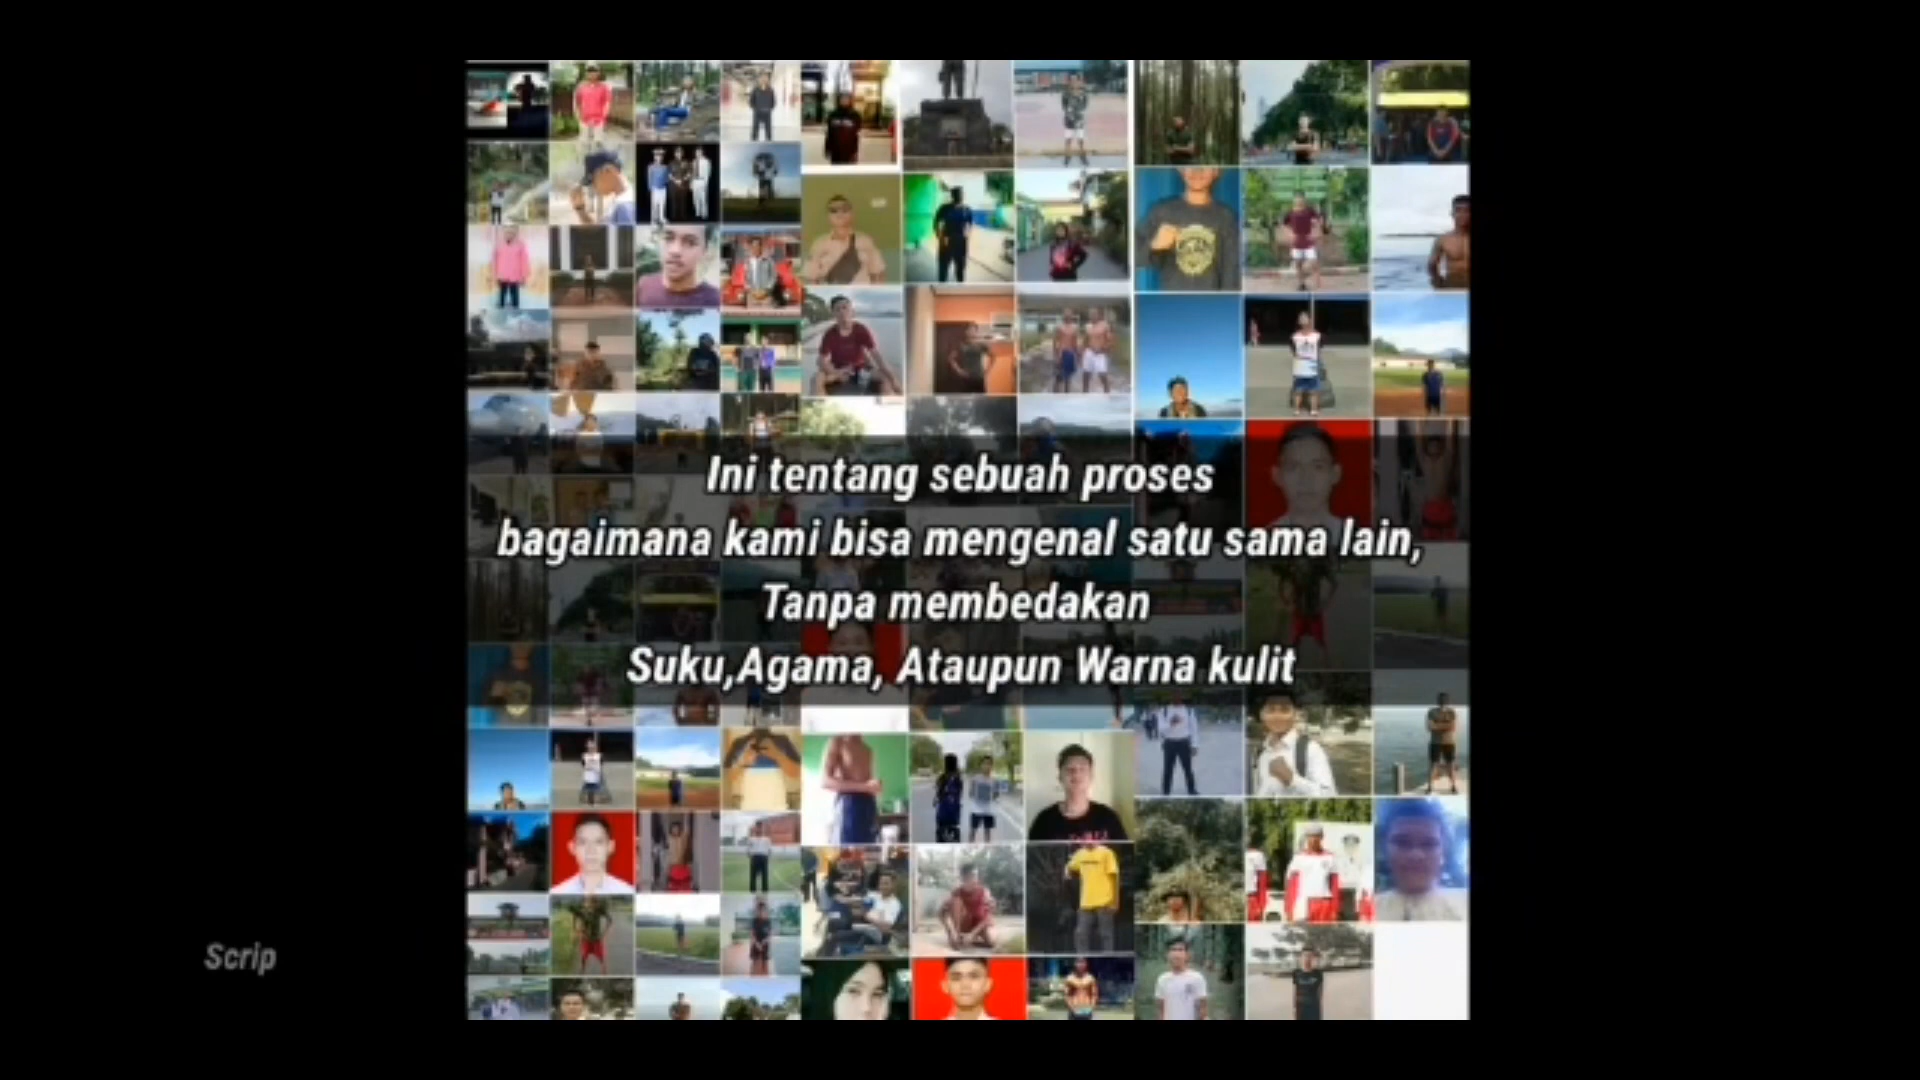 Ini tentang sebuah proses
bagaimana kami bisa mengenal satu sama lain,
Tanpa membedakan
Suku,Agama, Ataupun Warna kulit
Scrip